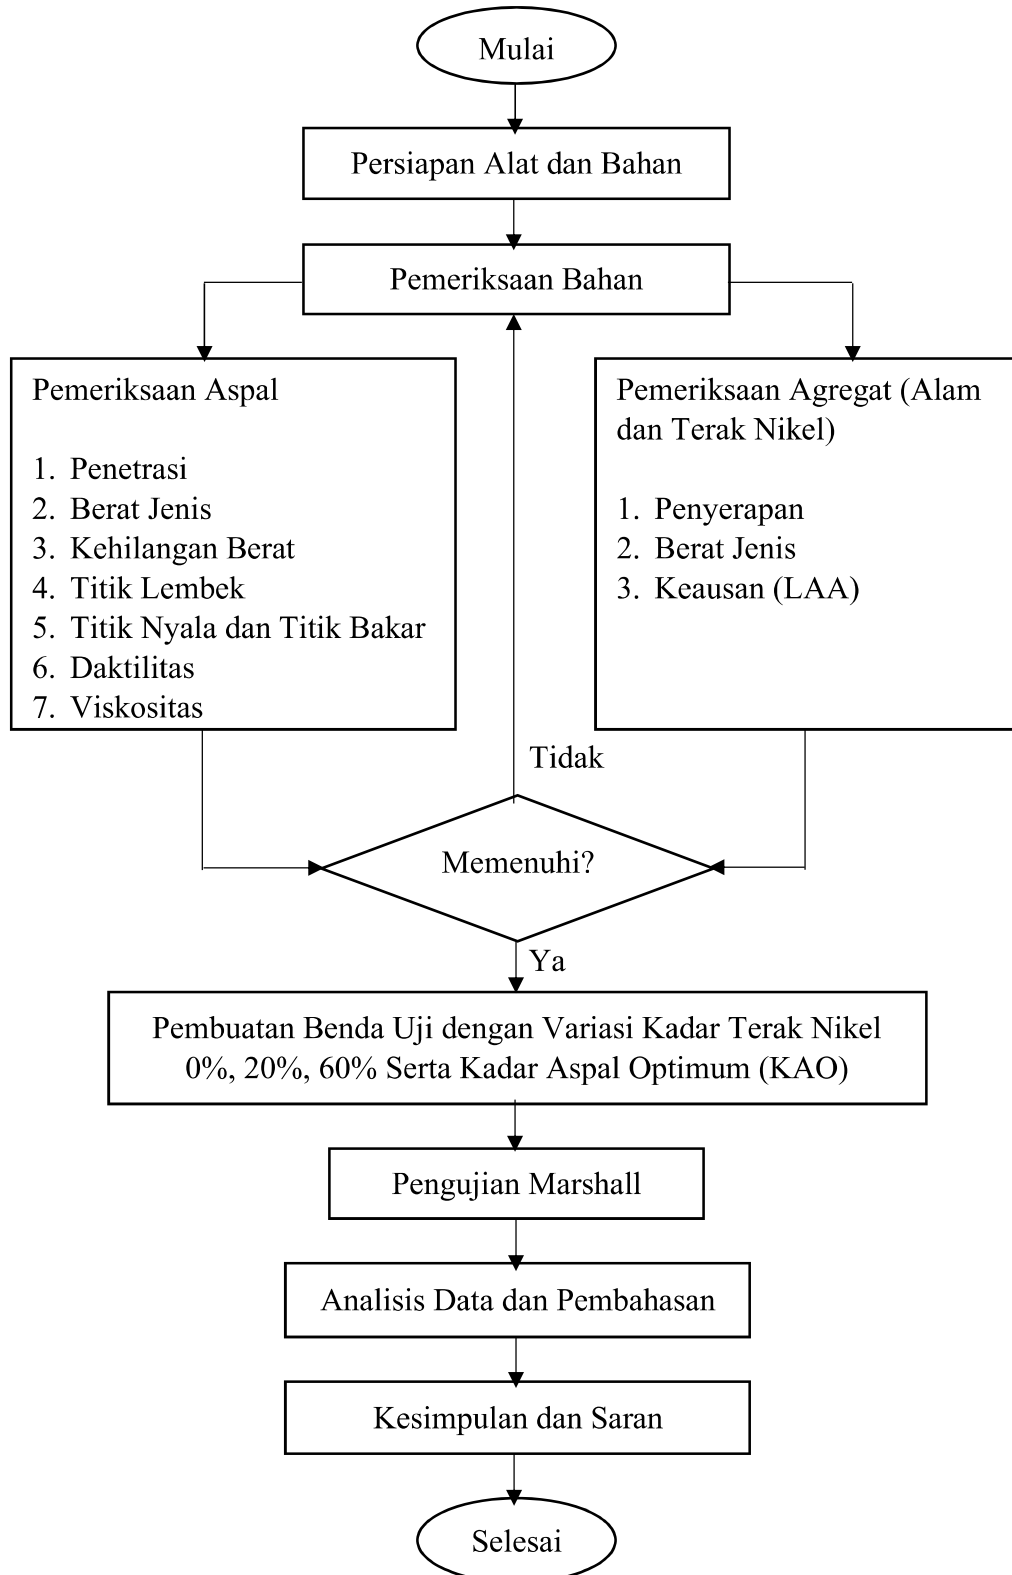 Mulai
Persiapan Alat dan Bahan
Pemeriksaan Bahan
Pemeriksaan Aspal
1. Penetrasi
2. Berat Jenis
3. Kehilangan Berat
4. Titik Lembek
5. Titik Nyala dan Titik Bakar
6. Daktilitas
7. Viskositas
Pemeriksaan Agregat (Alam
dan Terak Nikel)
1. Penyerapan
2. Berat Jenis
3. Keausan (LAA)
Tidak
Memenuhi?
Ya
Pembuatan Benda Uji dengan Variasi Kadar Terak Nikel
0%, 20%, 60% Serta Kadar Aspal Optimum (KAO)
Pengujian Marshall
Analisis Data dan Pembahasan
Kesimpulan dan Saran
Selesai